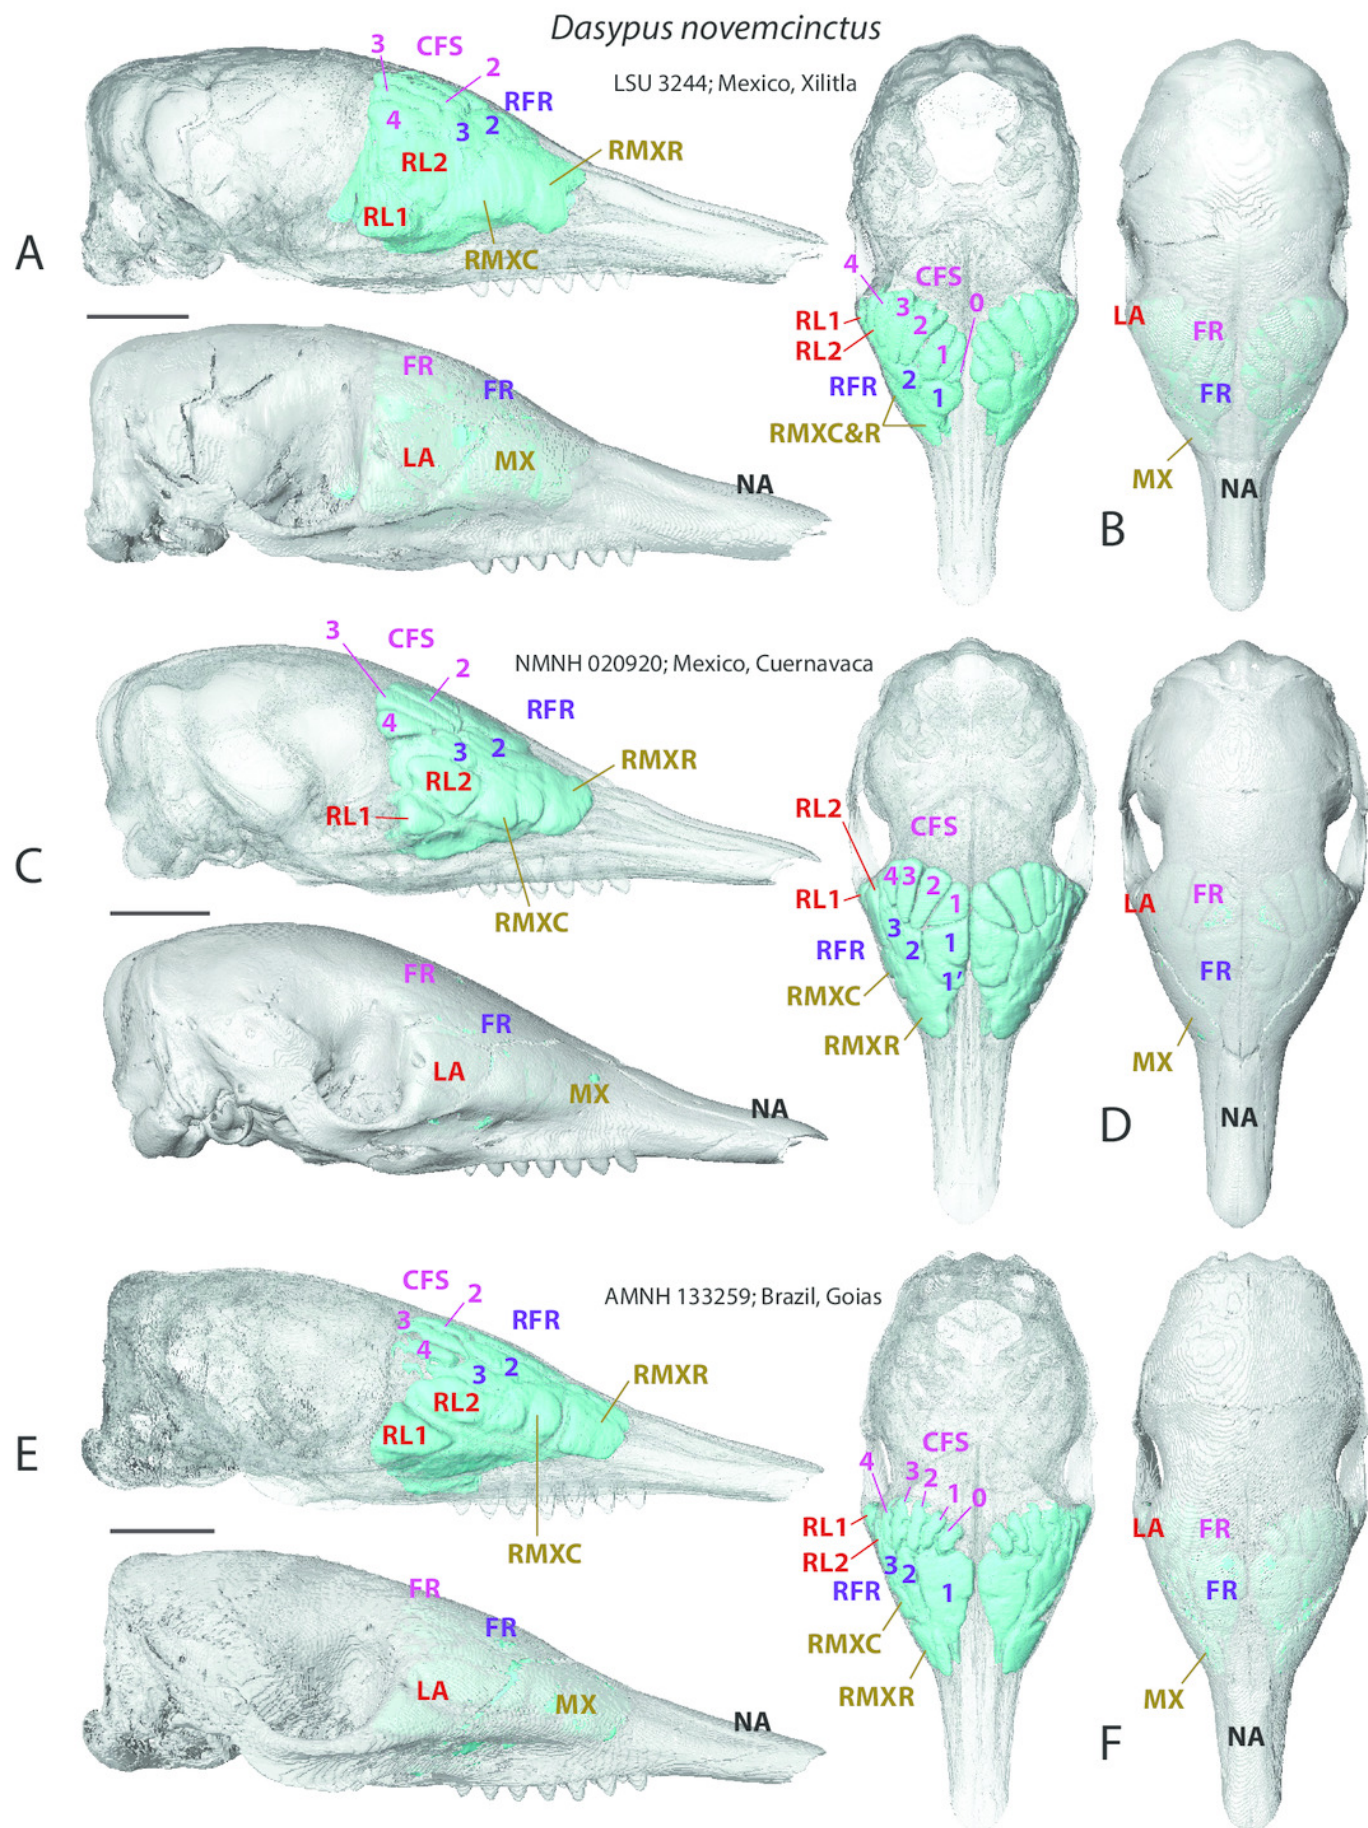 Dasypus novemcinctus
LSU 3244; Mexico, Xilitla
3 CFS 2
4 3 2 RFR
RL2
RL1
RMXR
RMXC
A
FR
FR
LA MX
NA
4 CFS 0
3 2
RL1
RL2 1
RFR 2 1
RMXC&R
LA
FR
FR
MX
NA
B
NMNH 020920; Mexico, Cuernavaca
3 CFS 2
4 3 2 RFR
RL2
RL1
RMXR
RMXC
C
FR
FR
LA
MX
NA
RL2
CFS
4 3 2 1
RL1
3 2 1
RFR
1′
RMXC
RMXR
LA
FR
FR
MX
NA
D
AMNH 133259; Brazil, Goias
CFS 2
3 4 RFR
3 2
RL2
RL1
RMXR
RMXC
E
FR
FR
LA
MX
NA
CFS
4 3 2 1 0
RL1
RL2
3 2 1
RFR
RMXC
RMXR
LA
FR
FR
MX
NA
F